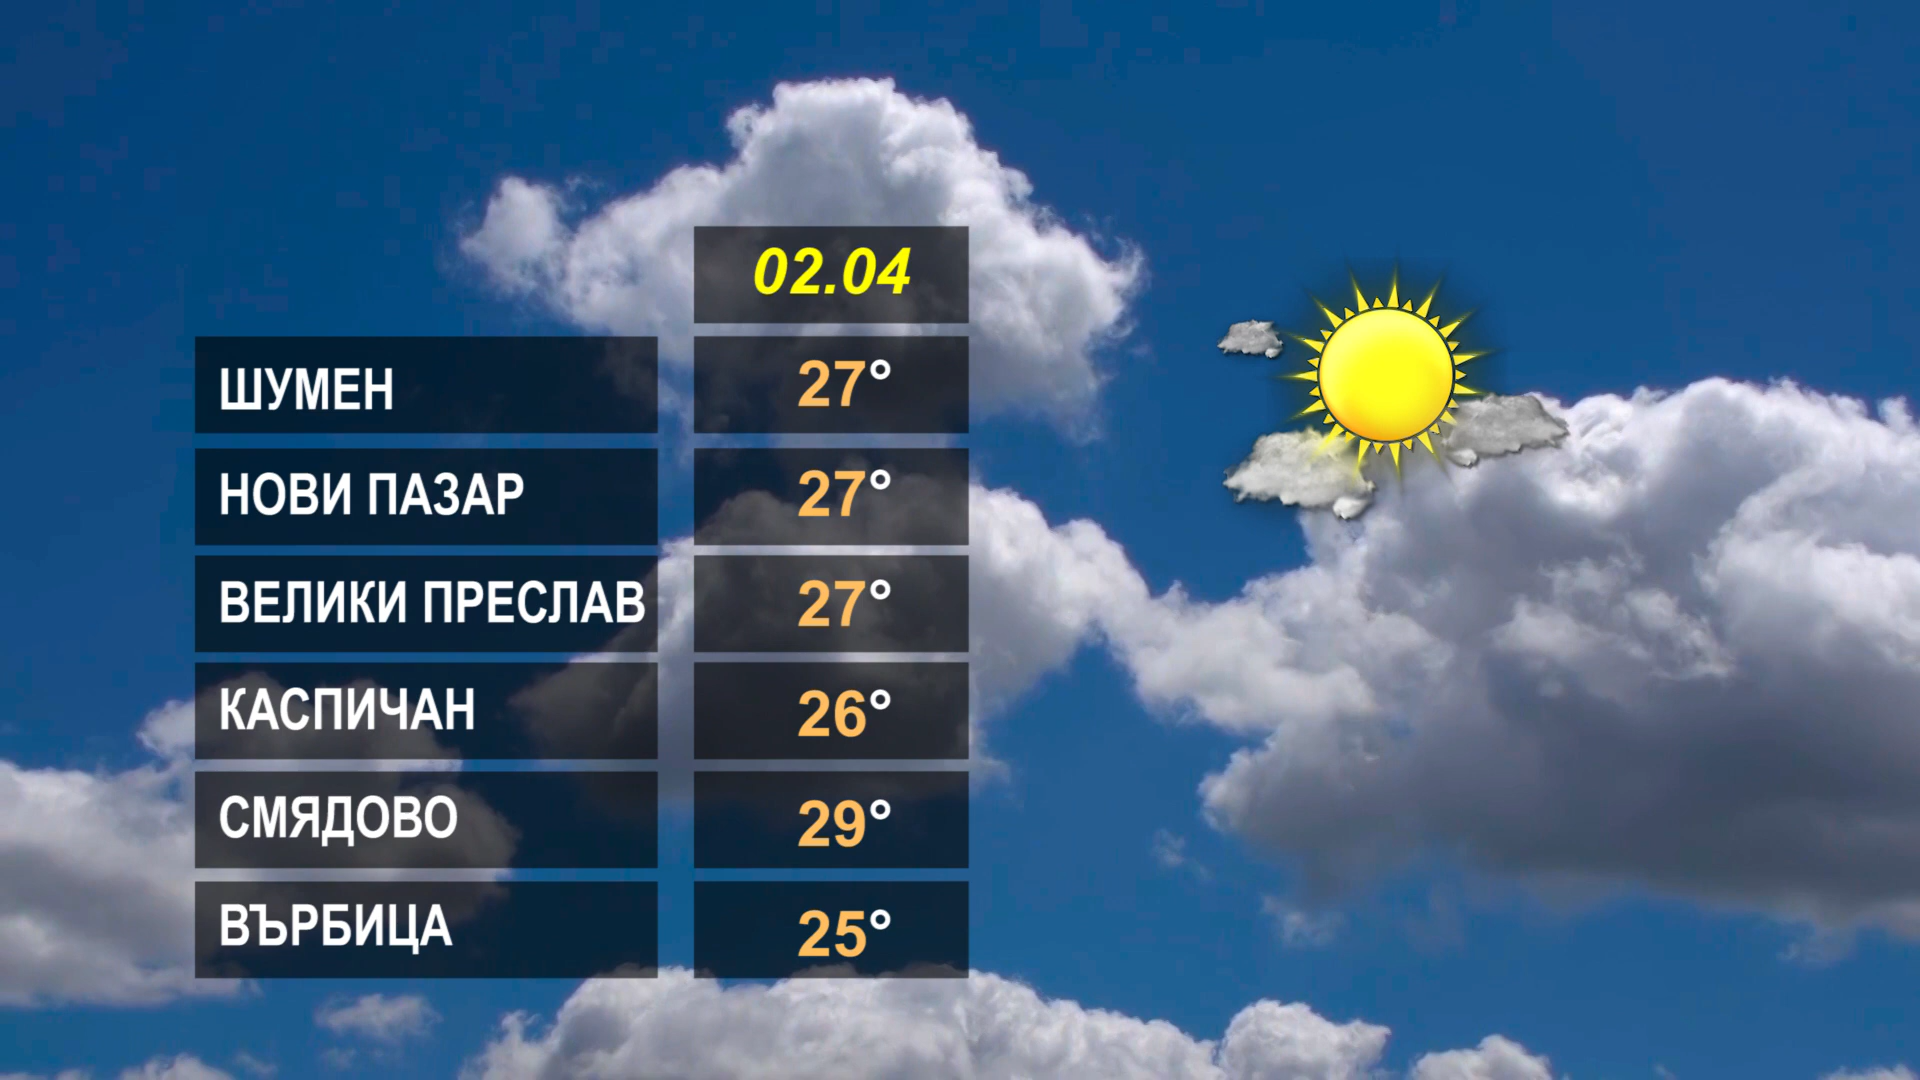 02.04
ШУМЕН 27°
НОВИ ПАЗАР 27°
ВЕЛИКИ ПРЕСЛАВ 27°
КАСПИЧАН 26°
СМЯДОВО 29°
ВЪРБИЦА 25°